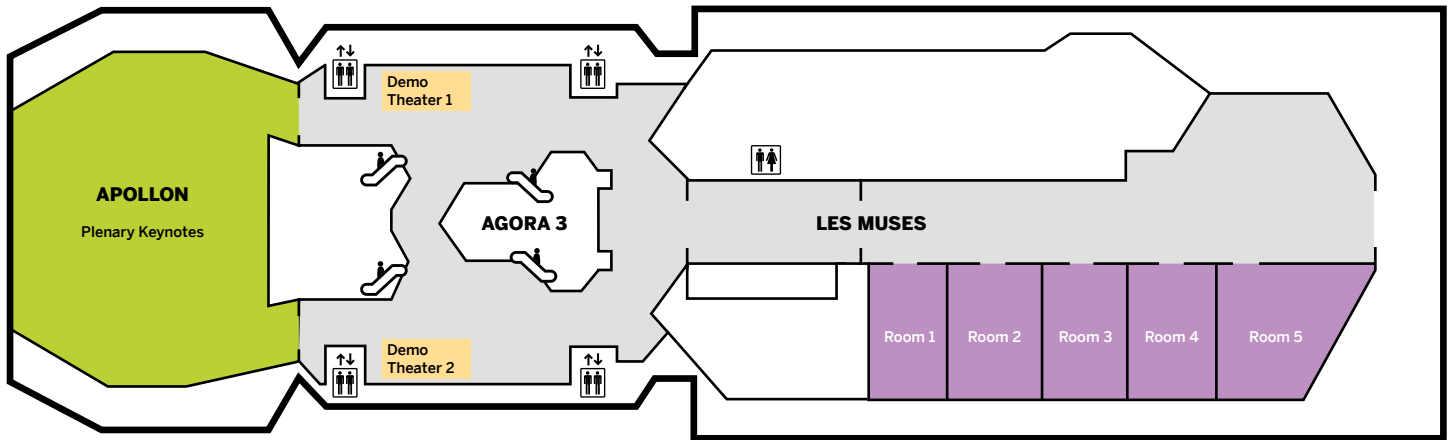 Demo
Theater 1
APOLLON
Plenary Keynotes
AGORA 3
LES MUSES
Demo
Theater 2
Room 1
Room 2
Room 3
Room 4
Room 5